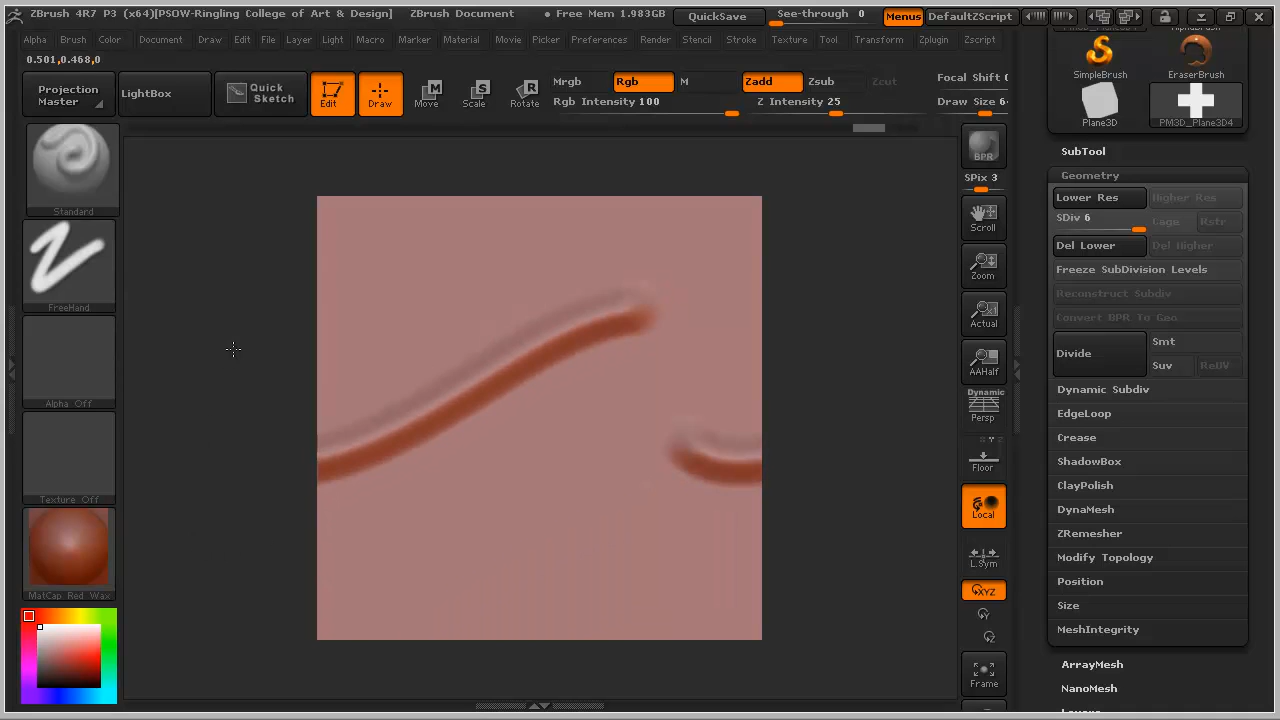 ZBrush 4R7 P3 (x64)[PSOW-Ringling College of Art & Design] ZBrush Document • Free Mem 1.983GB QuickSave See-through 0 Menus DefaultZScript
Alpha Brush Color Document Draw Edit File Layer Light Marker Material Movie Picker Preferences Render Stencil Stroke Texture Tool Transform Zplugin Zscript
0.501,0.468,0
Projection Master
LightBox
Quick Sketch
Edit
Draw
Move
Scale
Rotate
Mrgb Rgb M Zadd Zsub Zcut Focal Shift
Rgb Intensity 100 Z Intensity 25 Draw Size
Standard
FreeHand
Alpha Off
Texture Off
MatCap Red Wax
BPR
SPix 3
Scroll
Zoom
Actual
AAHalf
Dynamic
Persp
Floor
Local
L.Sym
XYZ
Frame
SimpleBrush EraserBrush
Plane3D PM3D_Plane3D4
SubTool
Geometry
Lower Res Higher Res
SDiv 6 Cage Rstr
Del Lower Del Higher
Freeze SubDivision Levels
Reconstruct Subdiv
Convert BPR To Geo
Divide Smt
Suv ReUV
Dynamic Subdiv
EdgeLoop
Crease
ShadowBox
ClayPolish
DynaMesh
ZRemesher
Modify Topology
Position
Size
MeshIntegrity
ArrayMesh
NanoMesh